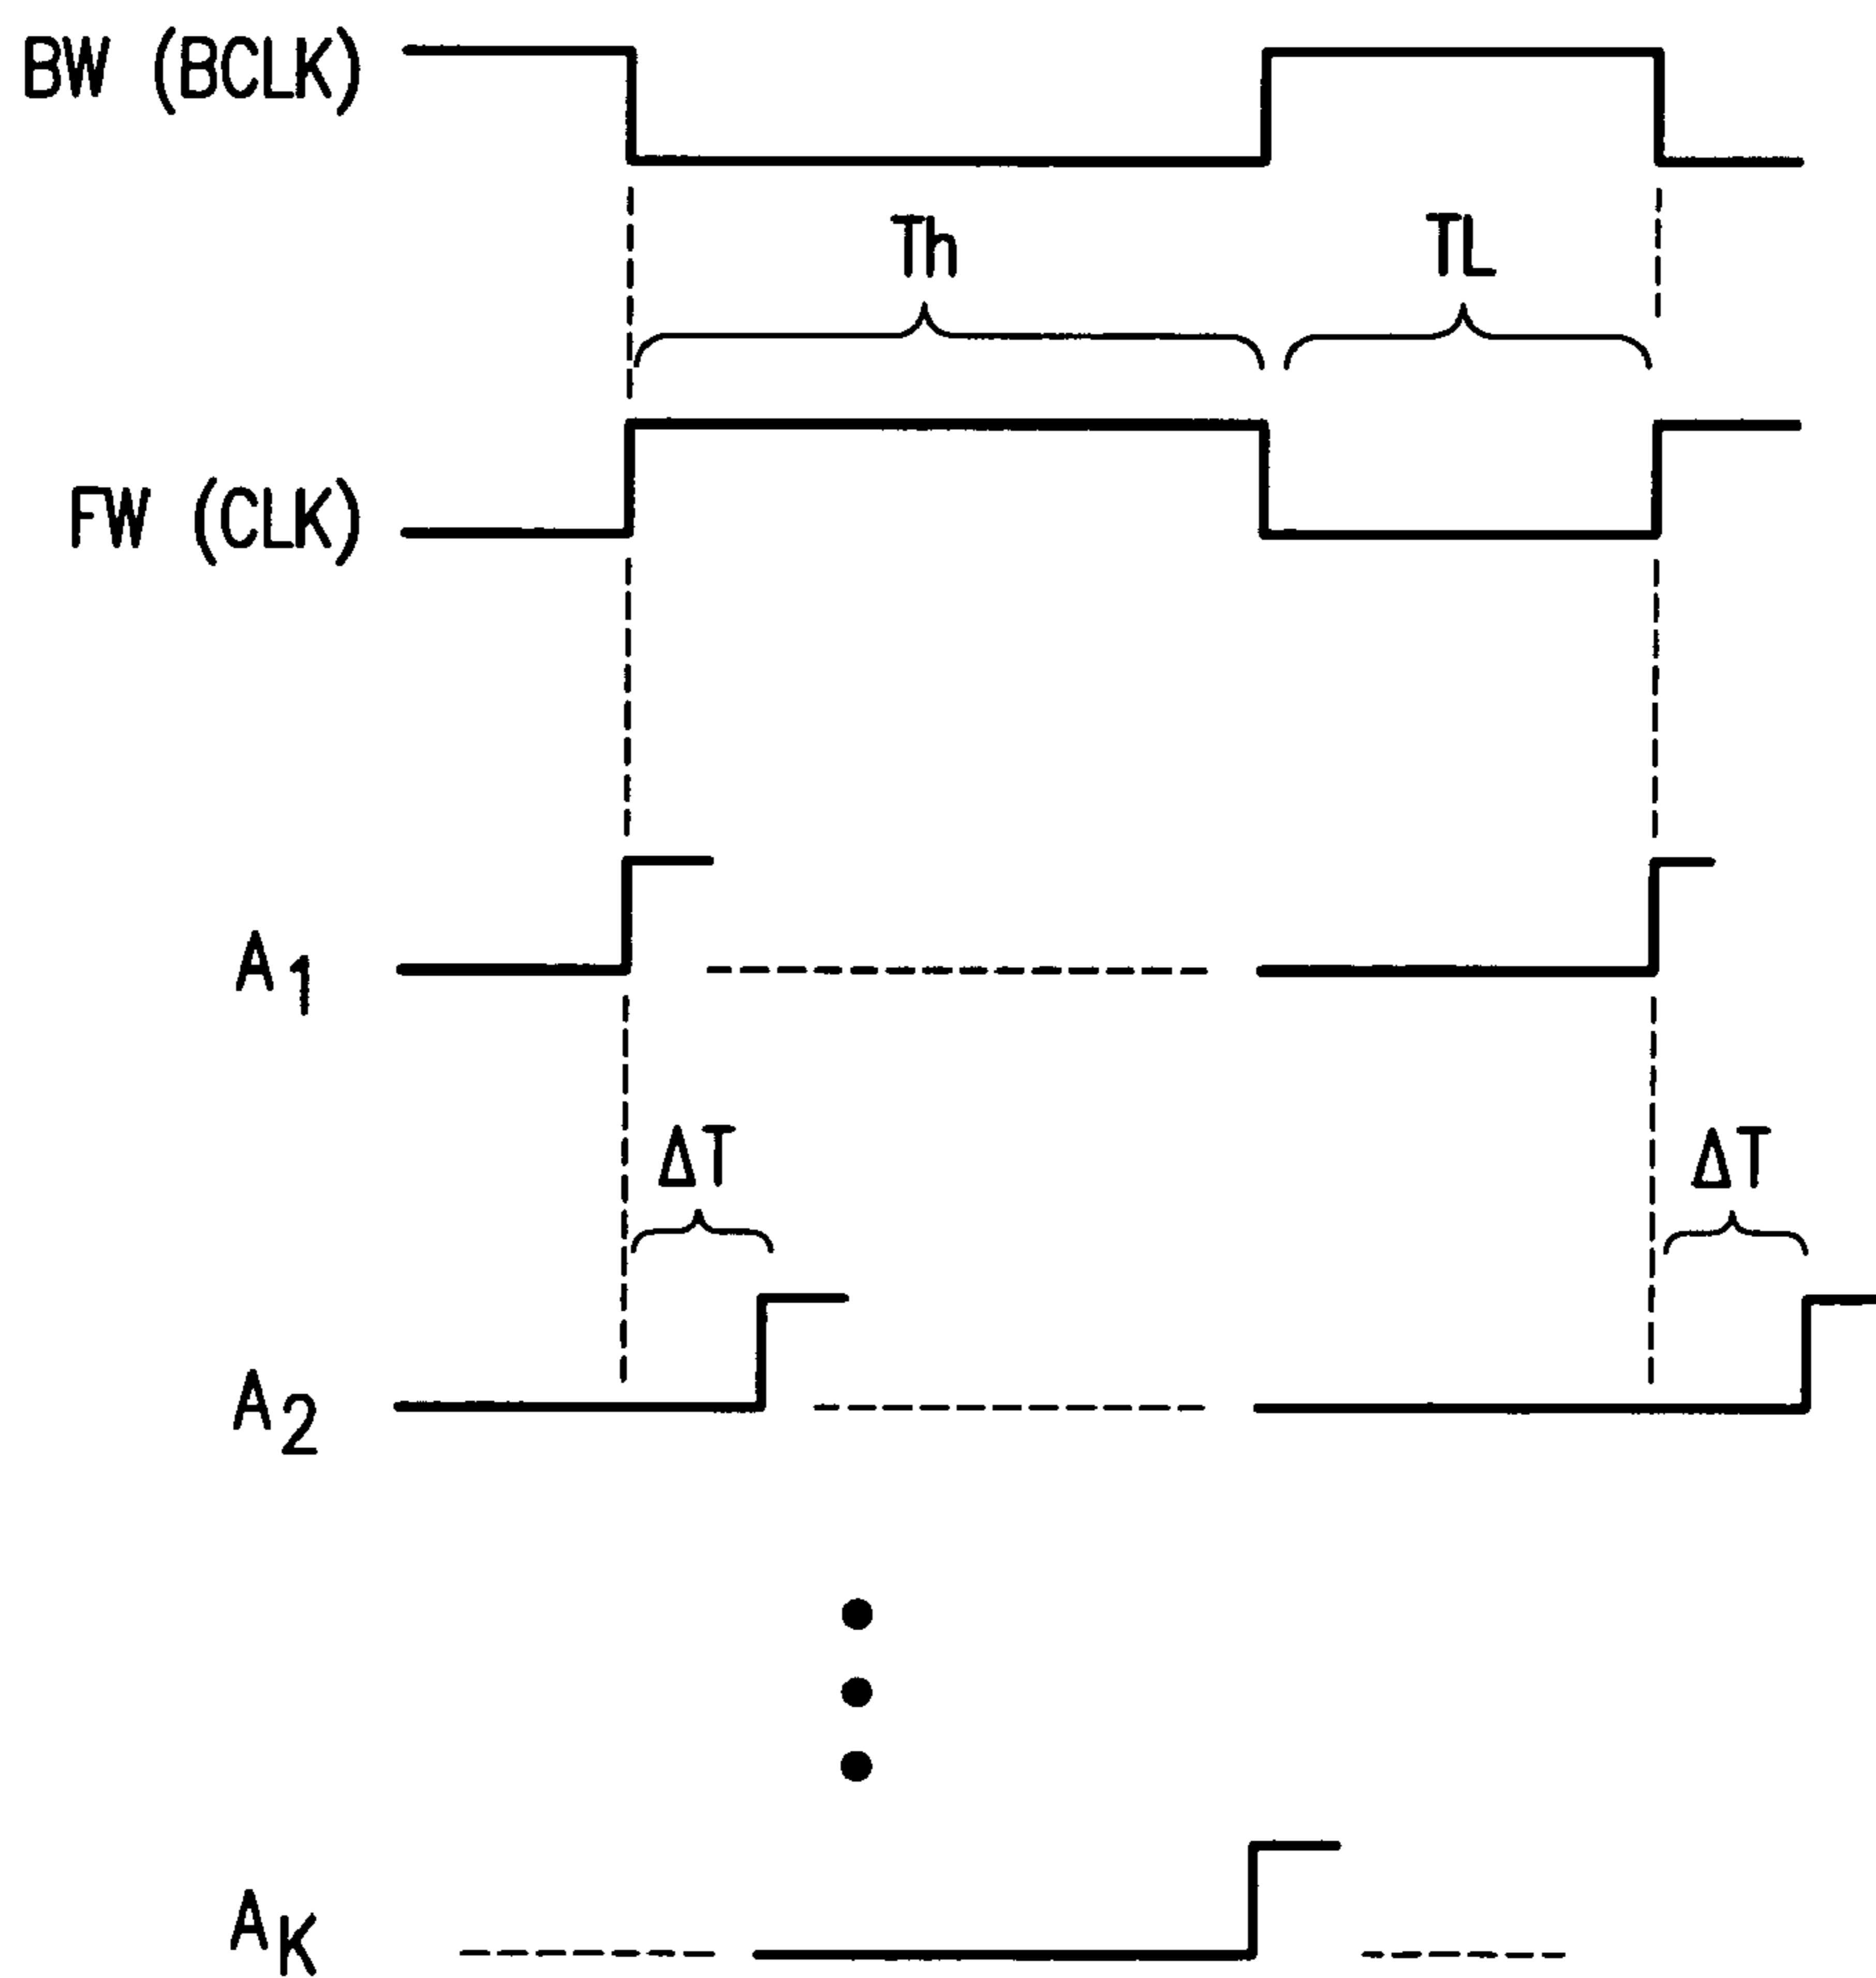 BW (BCLK)
Th
TL
FW (CLK)
A1
ΔT
ΔT
A2
AK